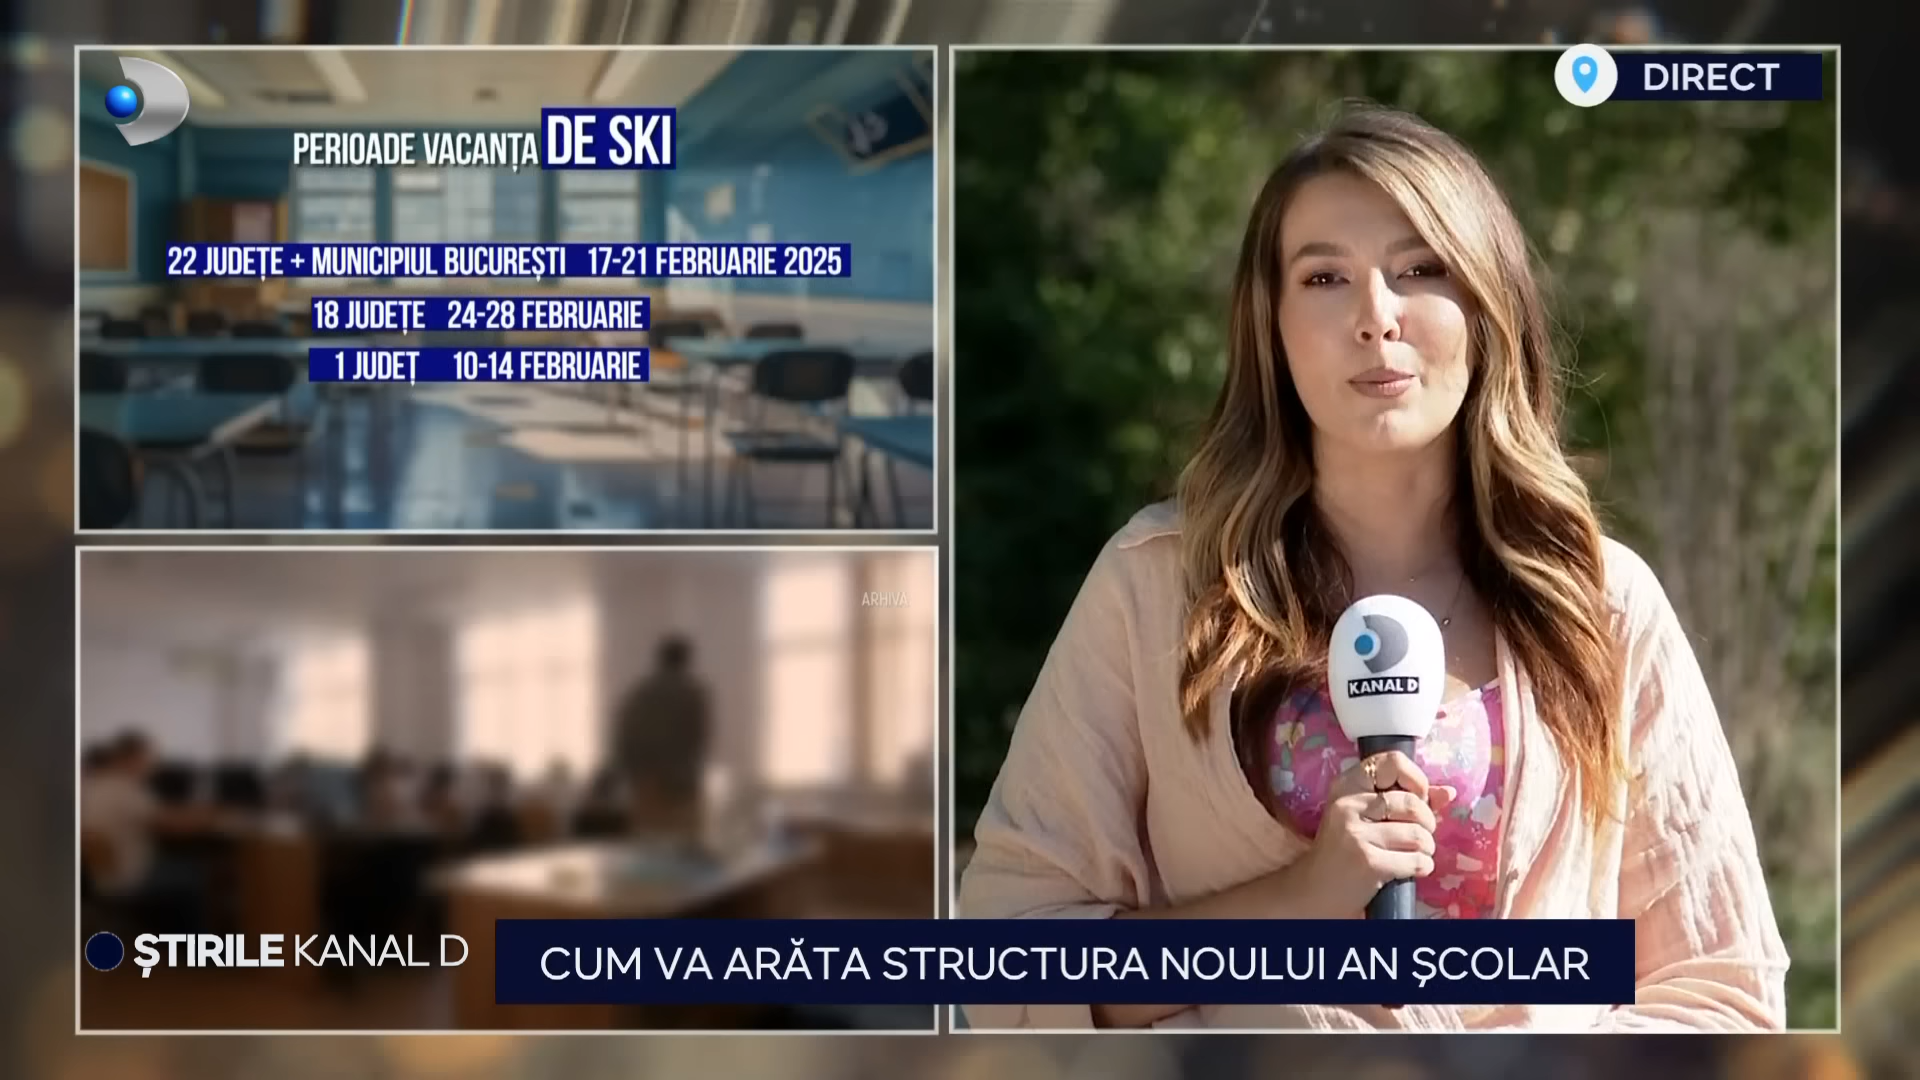 PERIOADE VACANȚA DE SKI
22 JUDEȚE + MUNICIPIUL BUCUREȘTI 17-21 FEBRUARIE 2025
18 JUDEȚE 24-28 FEBRUARIE
1 JUDEȚ 10-14 FEBRUARIE
DIRECT
ARHIVA
KANAL D
ȘTIRILE KANAL D
CUM VA ARĂTA STRUCTURA NOULUI AN ȘCOLAR